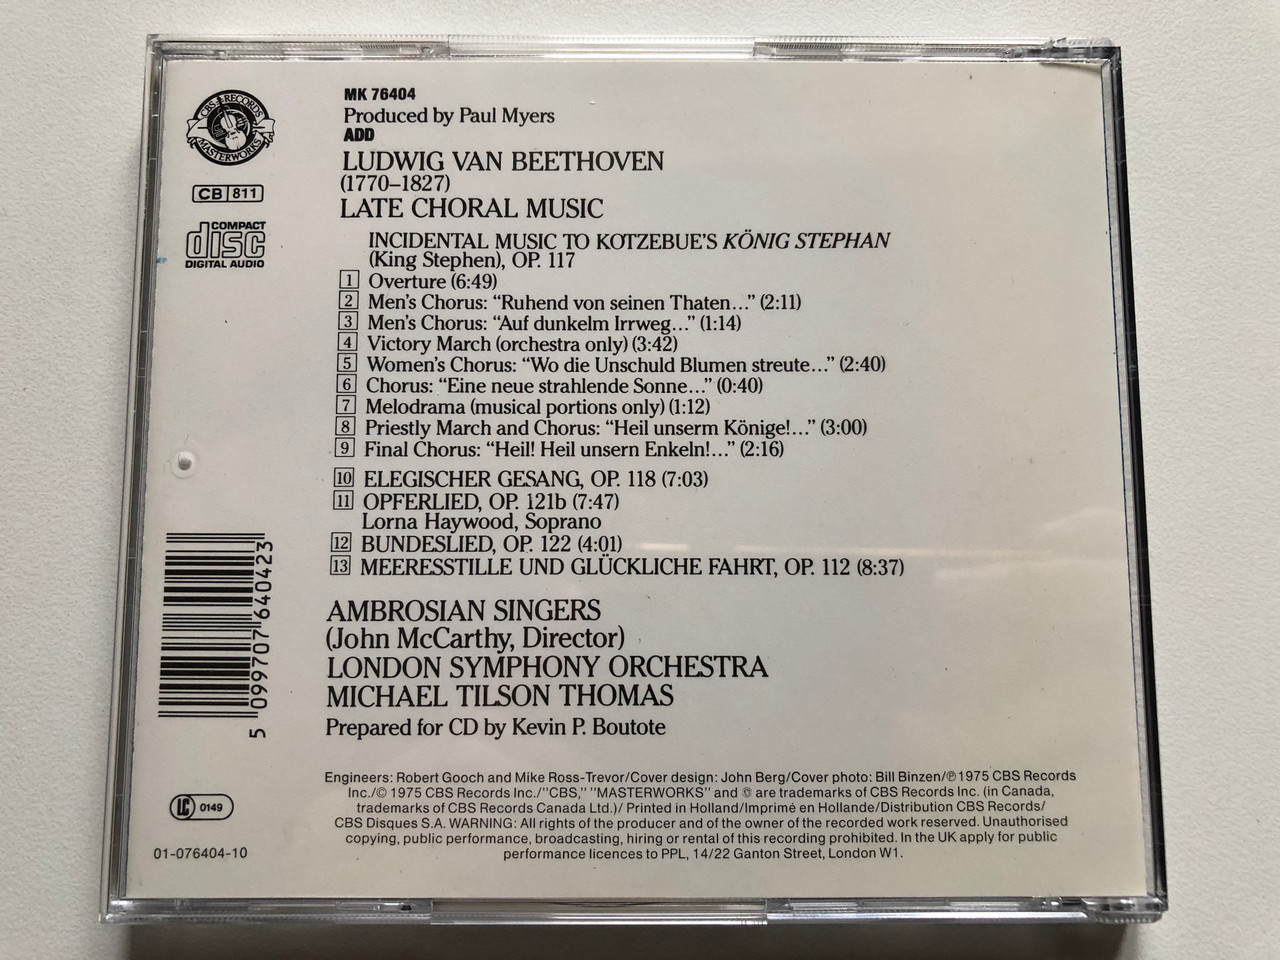 CBS RECORDS
MASTERWORKS
CB 811
COMPACT
disc
DIGITAL AUDIO
MK 76404
Produced by Paul Myers
ADD
LUDWIG VAN BEETHOVEN
(1770–1827)
LATE CHORAL MUSIC
INCIDENTAL MUSIC TO KOTZEBUE'S KÖNIG STEPHAN
(King Stephen), OP. 117
1 Overture (6:49)
2 Men's Chorus: “Ruhend von seinen Thaten...” (2:11)
3 Men's Chorus: “Auf dunkelm Irrweg...” (1:14)
4 Victory March (orchestra only) (3:42)
5 Women's Chorus: “Wo die Unschuld Blumen streute...” (2:40)
6 Chorus: “Eine neue strahlende Sonne...” (0:40)
7 Melodrama (musical portions only) (1:12)
8 Priestly March and Chorus: “Heil unserm Könige!...” (3:00)
9 Final Chorus: “Heil! Heil unsern Enkeln!...” (2:16)
10 ELEGISCHER GESANG, OP. 118 (7:03)
11 OPFERLIED, OP. 121b (7:47)
Lorna Haywood, Soprano
12 BUNDESLIED, OP. 122 (4:01)
13 MEERESSTILLE UND GLÜCKLICHE FAHRT, OP. 112 (8:37)
AMBROSIAN SINGERS
(John McCarthy, Director)
LONDON SYMPHONY ORCHESTRA
MICHAEL TILSON THOMAS
Prepared for CD by Kevin P. Boutote
5 099707 640423
LC 0149
01-076404-10
Engineers: Robert Gooch and Mike Ross-Trevor/Cover design: John Berg/Cover photo: Bill Binzen/℗ 1975 CBS Records
Inc./© 1975 CBS Records Inc./"CBS," "MASTERWORKS" and are trademarks of CBS Records Inc. (in Canada,
trademarks of CBS Records Canada Ltd.)/ Printed in Holland/Imprimé en Hollande/Distribution CBS Records/
CBS Disques S.A. WARNING: All rights of the producer and of the owner of the recorded work reserved. Unauthorised
copying, public performance, broadcasting, hiring or rental of this recording prohibited. In the UK apply for public
performance licences to PPL, 14/22 Ganton Street, London W1.